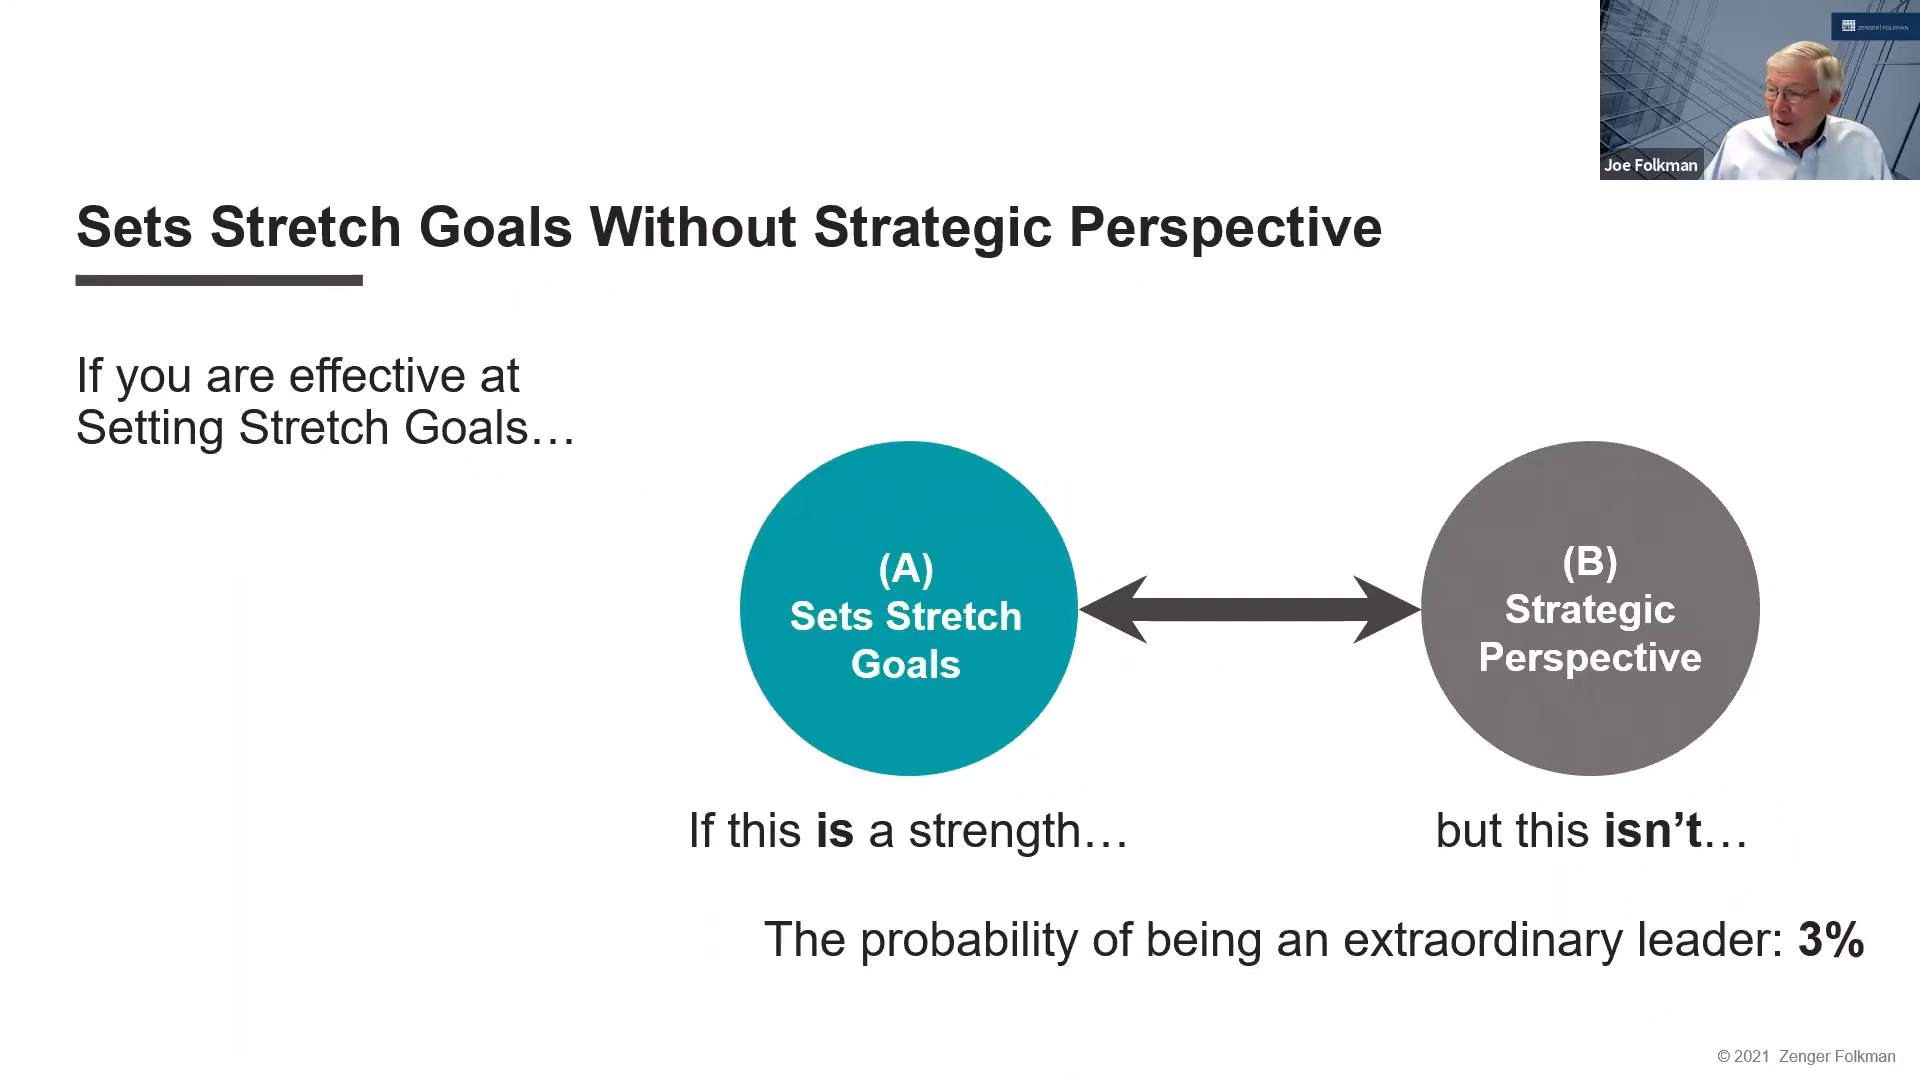 ZENGER|FOLKMAN
Joe Folkman
Sets Stretch Goals Without Strategic Perspective
If you are effective at
Setting Stretch Goals…
(A)
Sets Stretch
Goals
(B)
Strategic
Perspective
If this is a strength…
but this isn’t…
The probability of being an extraordinary leader: 3%
© 2021 Zenger Folkman